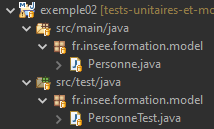 exemple02 [tests-unitaires-et-mo
src/main/java
fr.insee.formation.model
Personne.java
src/test/java
fr.insee.formation.model
PersonneTest.java